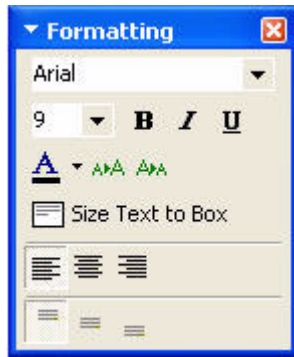 Formatting
Arial
9 B I U
A A▸A A▸A
Size Text to Box